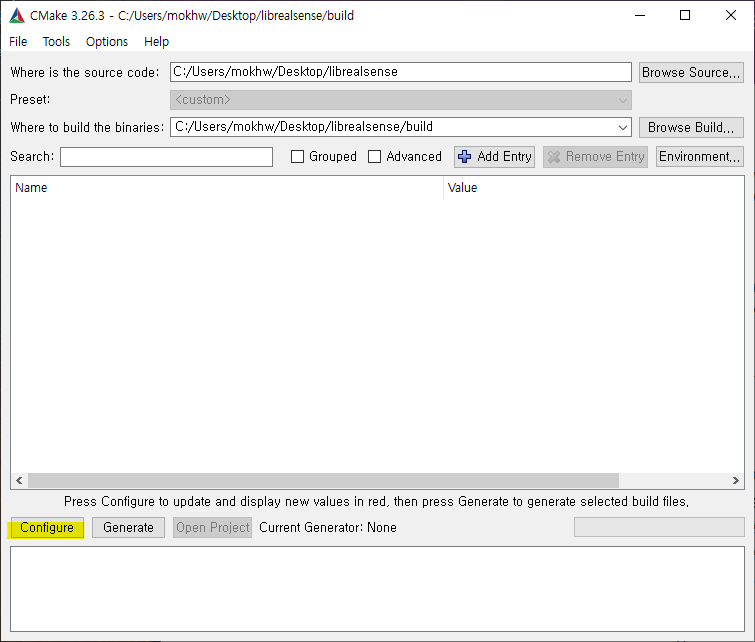 CMake 3.26.3 - C:/Users/mokhw/Desktop/librealsense/build
File Tools Options Help
Where is the source code: C:/Users/mokhw/Desktop/librealsense Browse Source...
Preset: <custom>
Where to build the binaries: C:/Users/mokhw/Desktop/librealsense/build Browse Build...
Search: Grouped Advanced Add Entry Remove Entry Environment...
Name Value
Press Configure to update and display new values in red, then press Generate to generate selected build files.
Configure Generate Open Project Current Generator: None